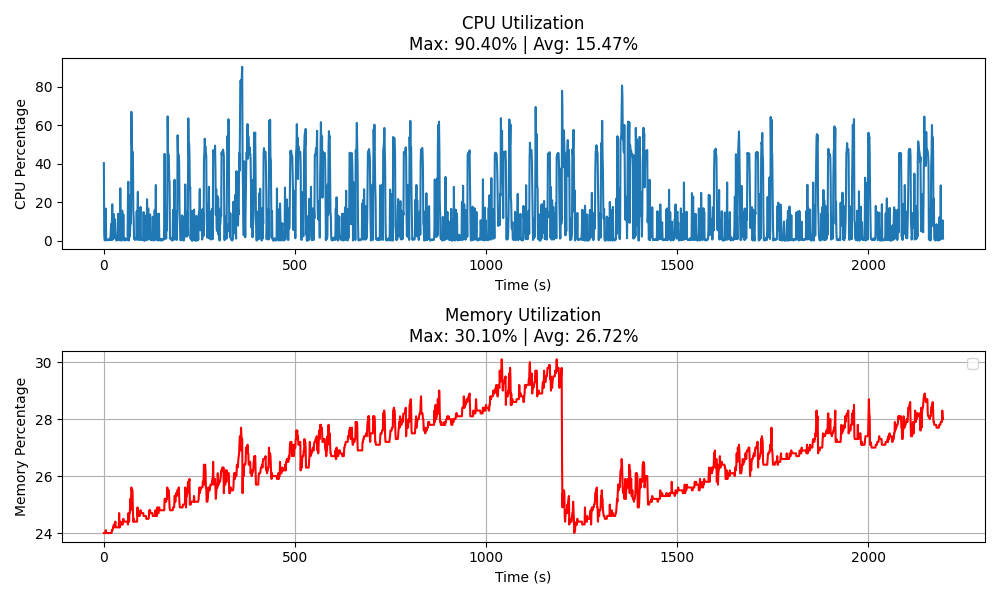 CPU Utilization
Max: 90.40% | Avg: 15.47%
CPU Percentage
80
60
40
20
0
0 500 1000 1500 2000
Time (s)
Memory Utilization
Max: 30.10% | Avg: 26.72%
Memory Percentage
30
28
26
24
0 500 1000 1500 2000
Time (s)